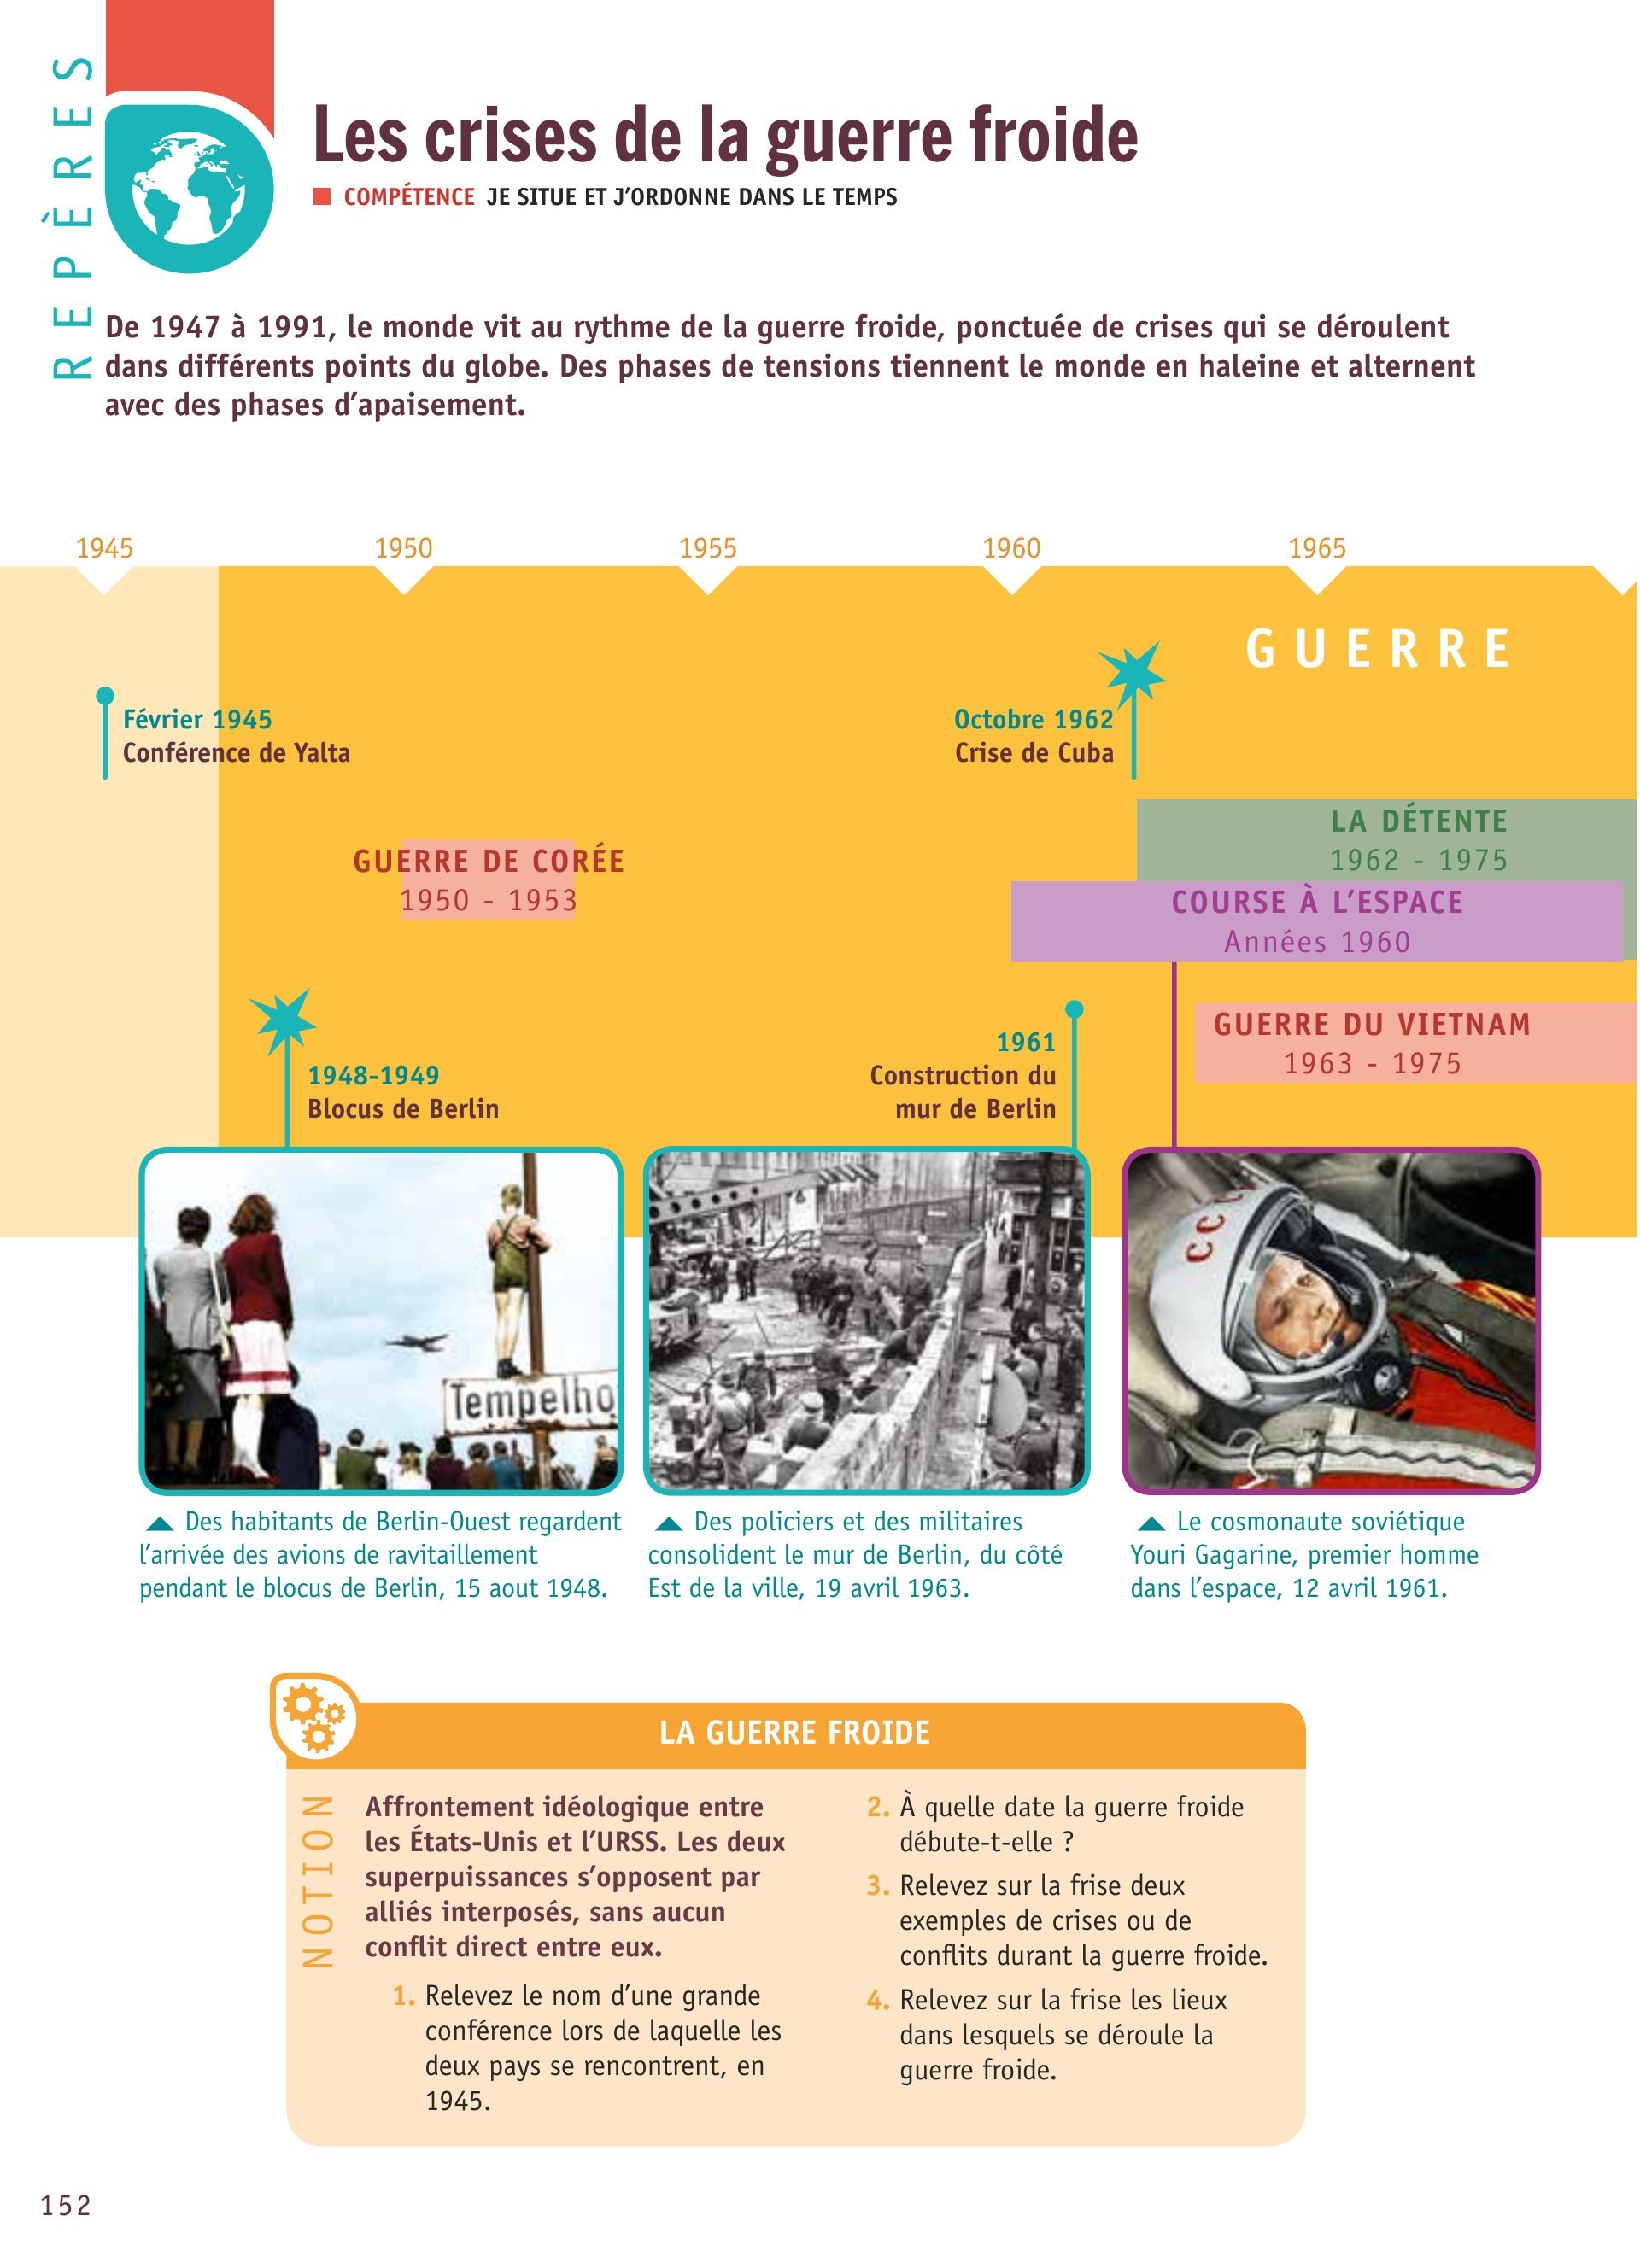 REPÈRES
Les crises de la guerre froide
COMPÉTENCE JE SITUE ET J'ORDONNE DANS LE TEMPS
De 1947 à 1991, le monde vit au rythme de la guerre froide, ponctuée de crises qui se déroulent
dans différents points du globe. Des phases de tensions tiennent le monde en haleine et alternent
avec des phases d'apaisement.
1945 1950 1955 1960 1965
GUERRE
Février 1945
Conférence de Yalta
Octobre 1962
Crise de Cuba
LA DÉTENTE
1962 - 1975
GUERRE DE CORÉE
1950 - 1953
COURSE À L'ESPACE
Années 1960
GUERRE DU VIETNAM
1963 - 1975
1948-1949
Blocus de Berlin
1961
Construction du
mur de Berlin
Tempelho
CC
Des habitants de Berlin-Ouest regardent
l'arrivée des avions de ravitaillement
pendant le blocus de Berlin, 15 aout 1948.
Des policiers et des militaires
consolident le mur de Berlin, du côté
Est de la ville, 19 avril 1963.
Le cosmonaute soviétique
Youri Gagarine, premier homme
dans l'espace, 12 avril 1961.
LA GUERRE FROIDE
NOTION
Affrontement idéologique entre
les États-Unis et l'URSS. Les deux
superpuissances s'opposent par
alliés interposés, sans aucun
conflit direct entre eux.
1. Relevez le nom d'une grande
conférence lors de laquelle les
deux pays se rencontrent, en
1945.
2. À quelle date la guerre froide
débute-t-elle ?
3. Relevez sur la frise deux
exemples de crises ou de
conflits durant la guerre froide.
4. Relevez sur la frise les lieux
dans lesquels se déroule la
guerre froide.
152